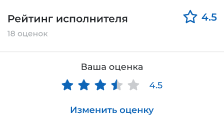 Рейтинг исполнителя 4.5
18 оценок
Ваша оценка
4.5
Изменить оценку